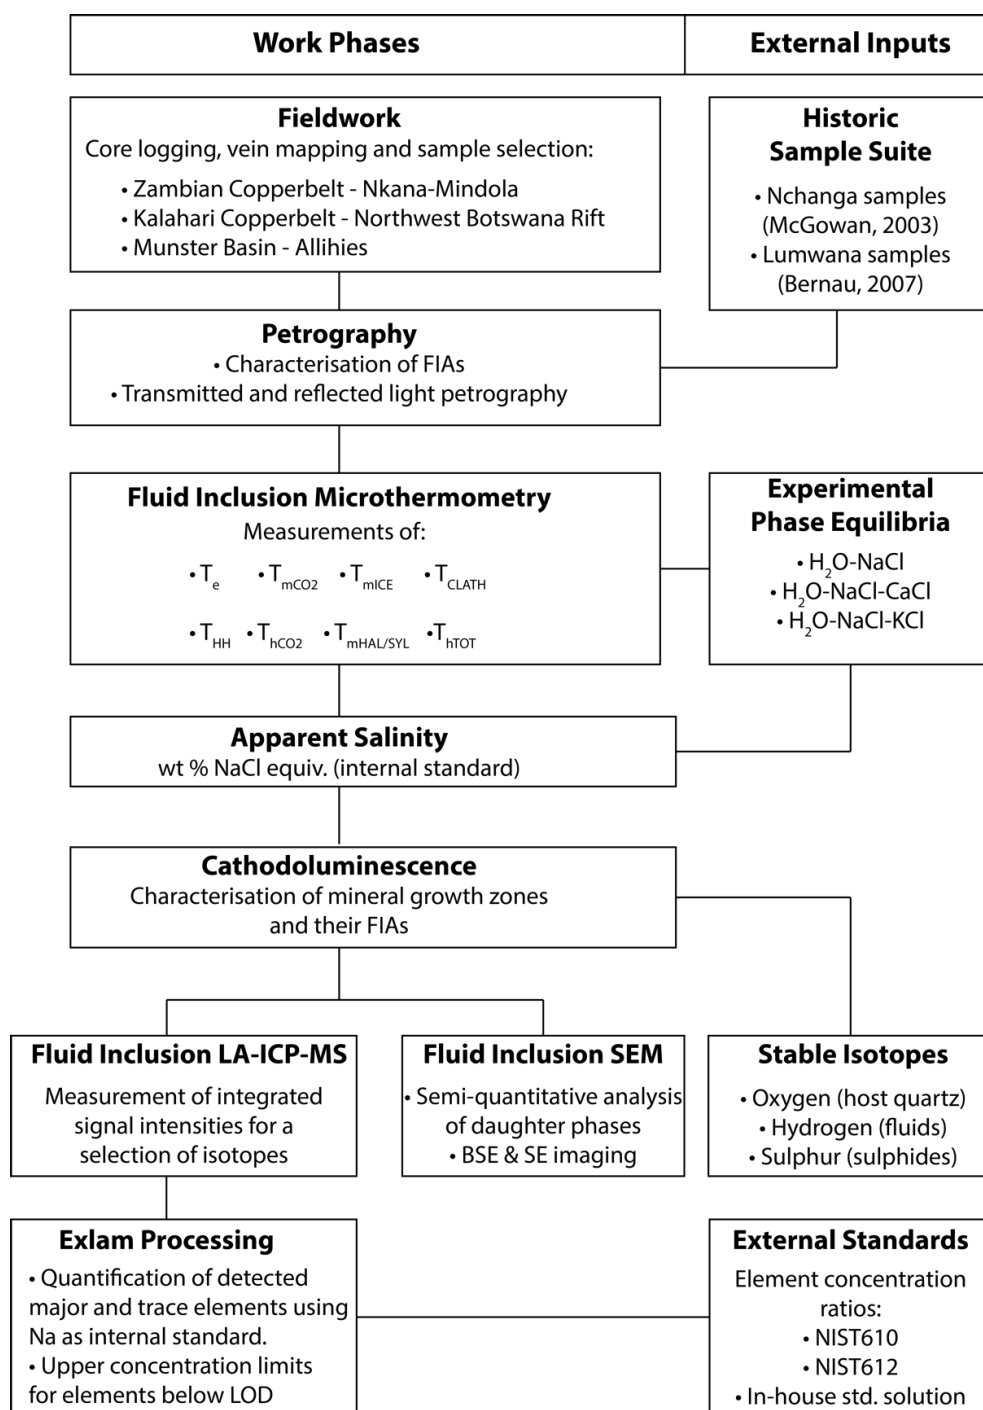 Work Phases
External Inputs
Fieldwork
Core logging, vein mapping and sample selection:
• Zambian Copperbelt - Nkana-Mindola
• Kalahari Copperbelt - Northwest Botswana Rift
• Munster Basin - Allihies
Historic
Sample Suite
• Nchanga samples
(McGowan, 2003)
• Lumwana samples
(Bernau, 2007)
Petrography
• Characterisation of FIAs
• Transmitted and reflected light petrography
Fluid Inclusion Microthermometry
Measurements of:
• Te • TmCO2 • TmICE • TCLATH
• THH • ThCO2 • TmHAL/SYL • ThTOT
Experimental
Phase Equilibria
• H2O-NaCl
• H2O-NaCl-CaCl
• H2O-NaCl-KCl
Apparent Salinity
wt % NaCl equiv. (internal standard)
Cathodoluminescence
Characterisation of mineral growth zones
and their FIAs
Fluid Inclusion LA-ICP-MS
Measurement of integrated
signal intensities for a
selection of isotopes
Fluid Inclusion SEM
• Semi-quantitative analysis
of daughter phases
• BSE & SE imaging
Stable Isotopes
• Oxygen (host quartz)
• Hydrogen (fluids)
• Sulphur (sulphides)
Exlam Processing
• Quantification of detected
major and trace elements using
Na as internal standard.
• Upper concentration limits
for elements below LOD
External Standards
Element concentration
ratios:
• NIST610
• NIST612
• In-house std. solution